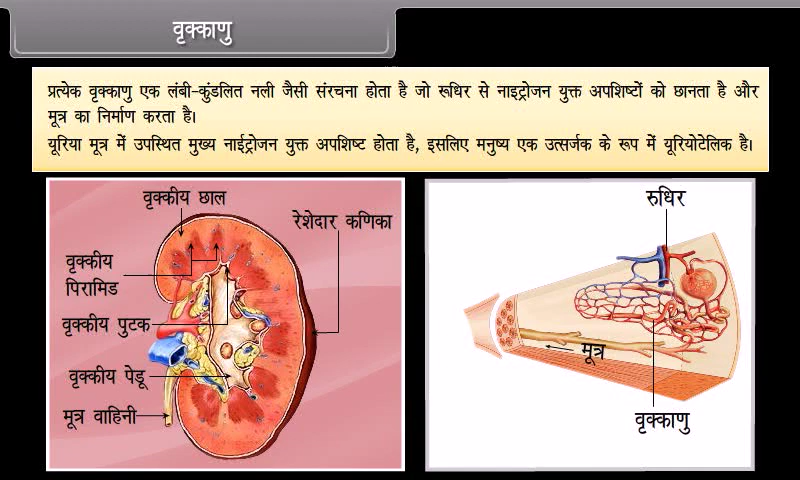 वृक्काणु
प्रत्येक वृक्काणु एक लंबी-कुंडलित नली जैसी संरचना होता है जो रूधिर से नाइट्रोजन युक्त अपशिष्टों को छानता है और
मूत्र का निर्माण करता है।
यूरिया मूत्र में उपस्थित मुख्य नाईट्रोजन युक्त अपशिष्ट होता है, इसलिए मनुष्य एक उत्सर्जक के रूप में यूरियोटेलिक है।
वृक्कीय छाल
रेशेदार कणिका
वृक्कीय
पिरामिड
वृक्कीय पुटक
वृक्कीय पेडू
मूत्र वाहिनी
रुधिर
मूत्र
वृक्काणु